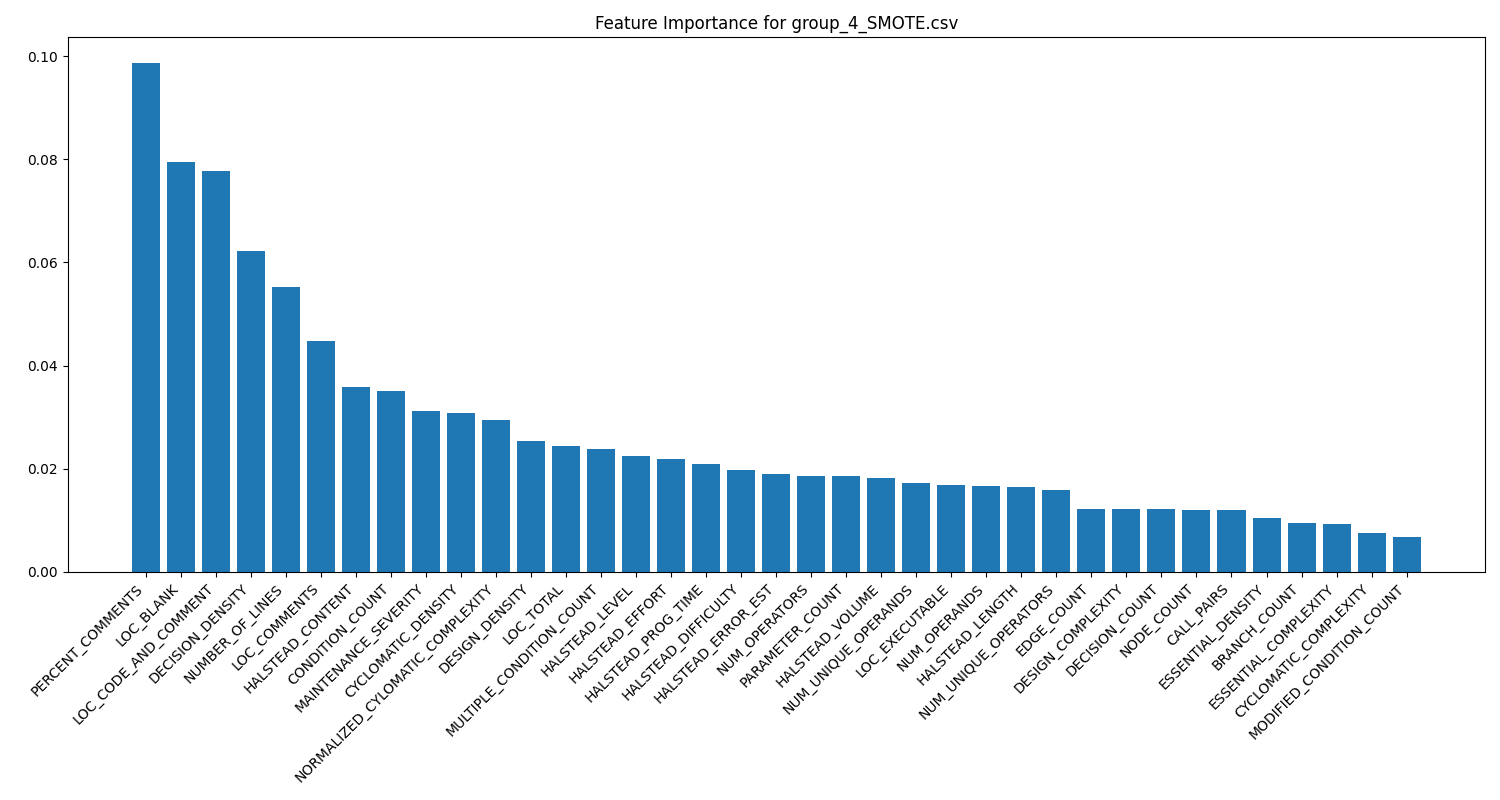 Feature Importance for group_4_SMOTE.csv
0.10
0.08
0.06
0.04
0.02
0.00
PERCENT_COMMENTS
LOC_BLANK
LOC_CODE_AND_COMMENT
DECISION_DENSITY
NUMBER_OF_LINES
LOC_COMMENTS
HALSTEAD_CONTENT
CONDITION_COUNT
MAINTENANCE_SEVERITY
CYCLOMATIC_DENSITY
NORMALIZED_CYLOMATIC_COMPLEXITY
DESIGN_DENSITY
LOC_TOTAL
MULTIPLE_CONDITION_COUNT
HALSTEAD_LEVEL
HALSTEAD_EFFORT
HALSTEAD_PROG_TIME
HALSTEAD_DIFFICULTY
HALSTEAD_ERROR_EST
NUM_OPERATORS
PARAMETER_COUNT
HALSTEAD_VOLUME
NUM_UNIQUE_OPERANDS
LOC_EXECUTABLE
NUM_OPERANDS
HALSTEAD_LENGTH
NUM_UNIQUE_OPERATORS
EDGE_COUNT
DESIGN_COMPLEXITY
DECISION_COUNT
NODE_COUNT
CALL_PAIRS
ESSENTIAL_DENSITY
BRANCH_COUNT
ESSENTIAL_COMPLEXITY
CYCLOMATIC_COMPLEXITY
MODIFIED_CONDITION_COUNT